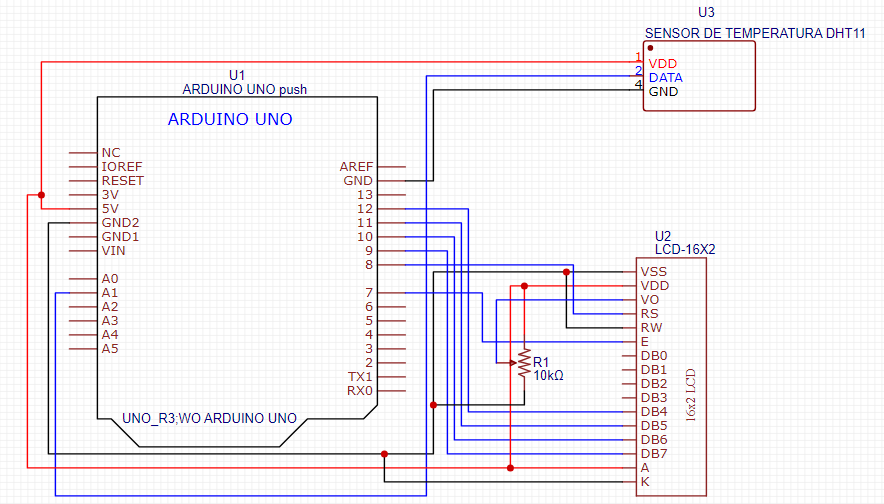 U3
SENSOR DE TEMPERATURA DHT11
1 VDD
2 DATA
4 GND
U1
ARDUINO UNO push
ARDUINO UNO
NC
IOREF
RESET
3V
5V
GND2
GND1
VIN
A0
A1
A2
A3
A4
A5
AREF
GND
13
12
11
10
9
8
7
6
5
4
3
2
TX1
RX0
UNO_R3;WO ARDUINO UNO
R1
10kΩ
U2
LCD-16X2
VSS
VDD
VO
RS
RW
E
DB0
DB1
DB2
DB3
DB4
DB5
DB6
DB7
A
K
16x2 LCD